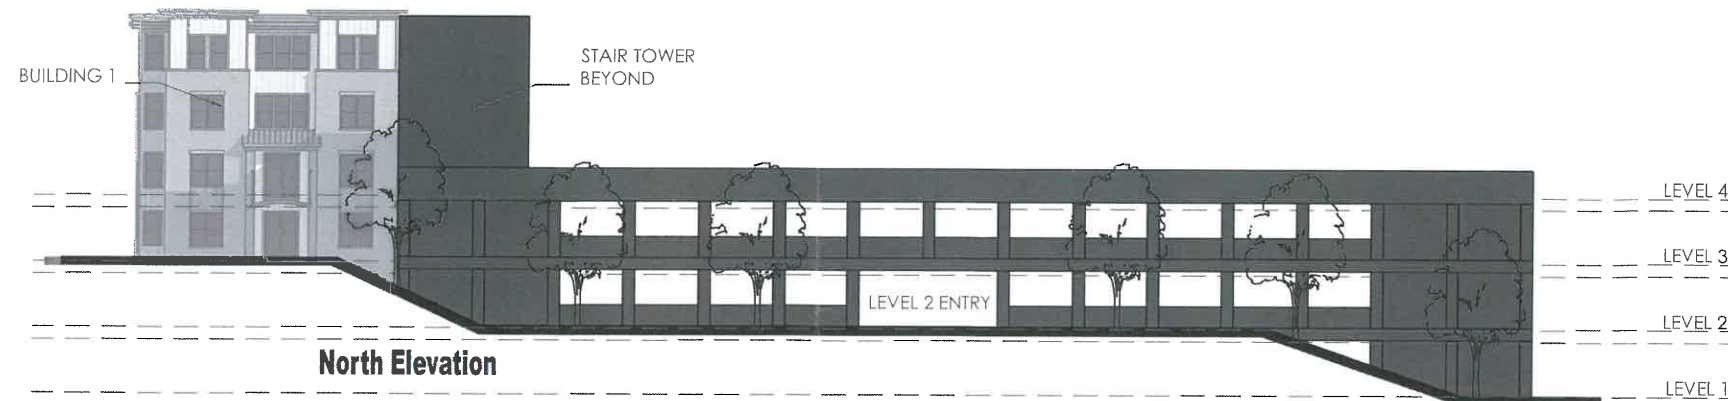 STAIR TOWER
BEYOND
BUILDING 1
LEVEL 4
LEVEL 3
LEVEL 2 ENTRY
LEVEL 2
North Elevation
LEVEL 1